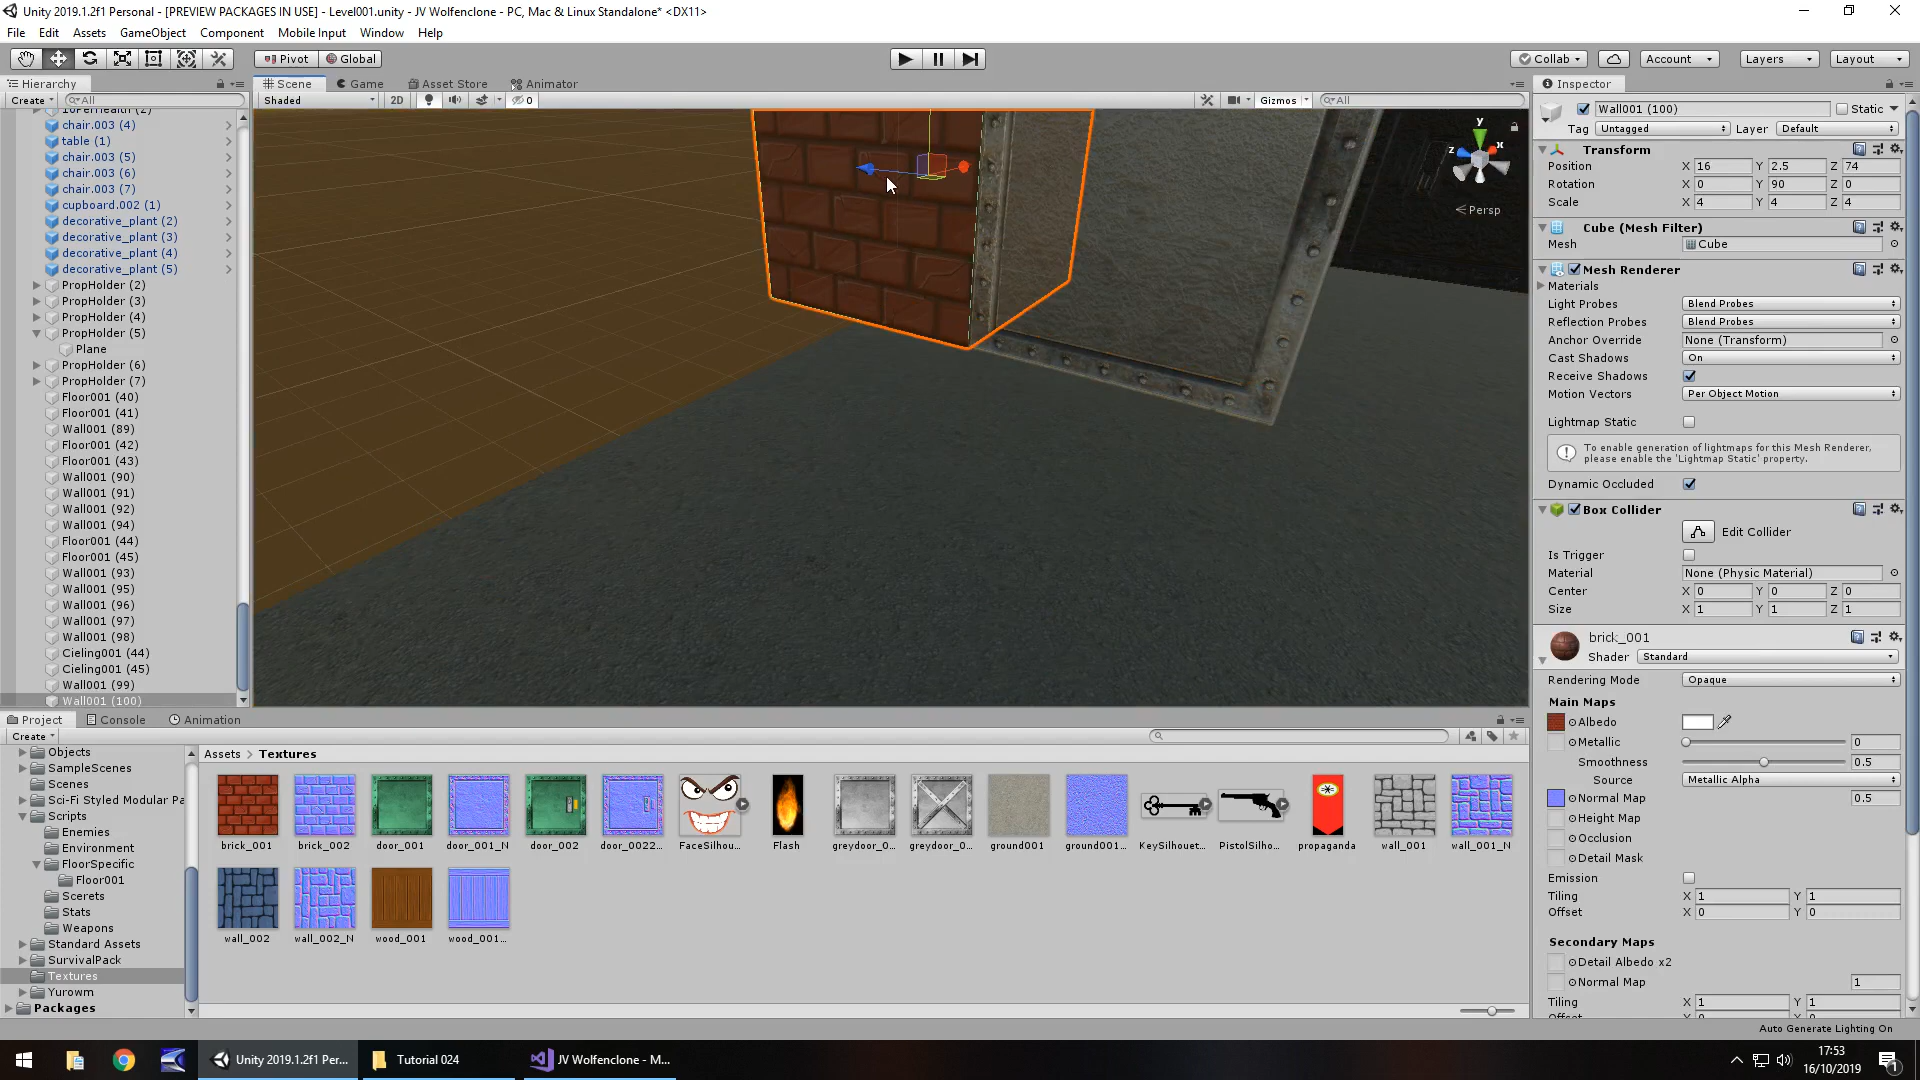 Unity 2019.1.2f1 Personal - [PREVIEW PACKAGES IN USE] - Level001.unity - JV Wolfenclone - PC, Mac & Linux Standalone* <DX11>
File Edit Assets GameObject Component Mobile Input Window Help
Pivot Global Collab Account Layers Layout
Hierarchy Scene Game Asset Store Animator Inspector
Create All Shaded 2D 0 Gizmos All
Wall001 (100) Static
Tag Untagged Layer Default
chair.003 (4)
table (1)
chair.003 (5)
chair.003 (6)
chair.003 (7)
cupboard.002 (1)
decorative_plant (2)
decorative_plant (3)
decorative_plant (4)
decorative_plant (5)
PropHolder (2)
PropHolder (3)
PropHolder (4)
PropHolder (5)
Plane
PropHolder (6)
PropHolder (7)
Floor001 (40)
Floor001 (41)
Wall001 (89)
Floor001 (42)
Floor001 (43)
Wall001 (90)
Wall001 (91)
Wall001 (92)
Wall001 (94)
Floor001 (44)
Floor001 (45)
Wall001 (93)
Wall001 (95)
Wall001 (96)
Wall001 (97)
Wall001 (98)
Cieling001 (44)
Cieling001 (45)
Wall001 (99)
Wall001 (100)
y
x
z
Persp
Transform
Position X 16 Y 2.5 Z 74
Rotation X 0 Y 90 Z 0
Scale X 4 Y 4 Z 4
Cube (Mesh Filter)
Mesh Cube
Mesh Renderer
Materials
Light Probes Blend Probes
Reflection Probes Blend Probes
Anchor Override None (Transform)
Cast Shadows On
Receive Shadows
Motion Vectors Per Object Motion
Lightmap Static
To enable generation of lightmaps for this Mesh Renderer,
please enable the 'Lightmap Static' property.
Dynamic Occluded
Box Collider
Edit Collider
Is Trigger
Material None (Physic Material)
Center X 0 Y 0 Z 0
Size X 1 Y 1 Z 1
brick_001
Shader Standard
Rendering Mode Opaque
Main Maps
Albedo
Metallic 0
Smoothness 0.5
Source Metallic Alpha
Normal Map 0.5
Height Map
Occlusion
Detail Mask
Emission
Tiling X 1 Y 1
Offset X 0 Y 0
Secondary Maps
Detail Albedo x2
Normal Map 1
Tiling X 1 Y 1
Auto Generate Lighting On
Project Console Animation
Create
Objects
SampleScenes
Scenes
Sci-Fi Styled Modular Pa
Scripts
Enemies
Environment
FloorSpecific
Floor001
Scerets
Stats
Weapons
Standard Assets
SurvivalPack
Textures
Yurowm
Packages
Assets > Textures
brick_001 brick_002 door_001 door_001_N door_002 door_0022... FaceSilhou... Flash greydoor_0... greydoor_0... ground001 ground001... KeySilhouet... PistolSilho... propaganda wall_001 wall_001_N
wall_002 wall_002_N wood_001 wood_001...
Unity 2019.1.2f1 Per... Tutorial 024 JV Wolfenclone - M...
17:53
16/10/2019
1